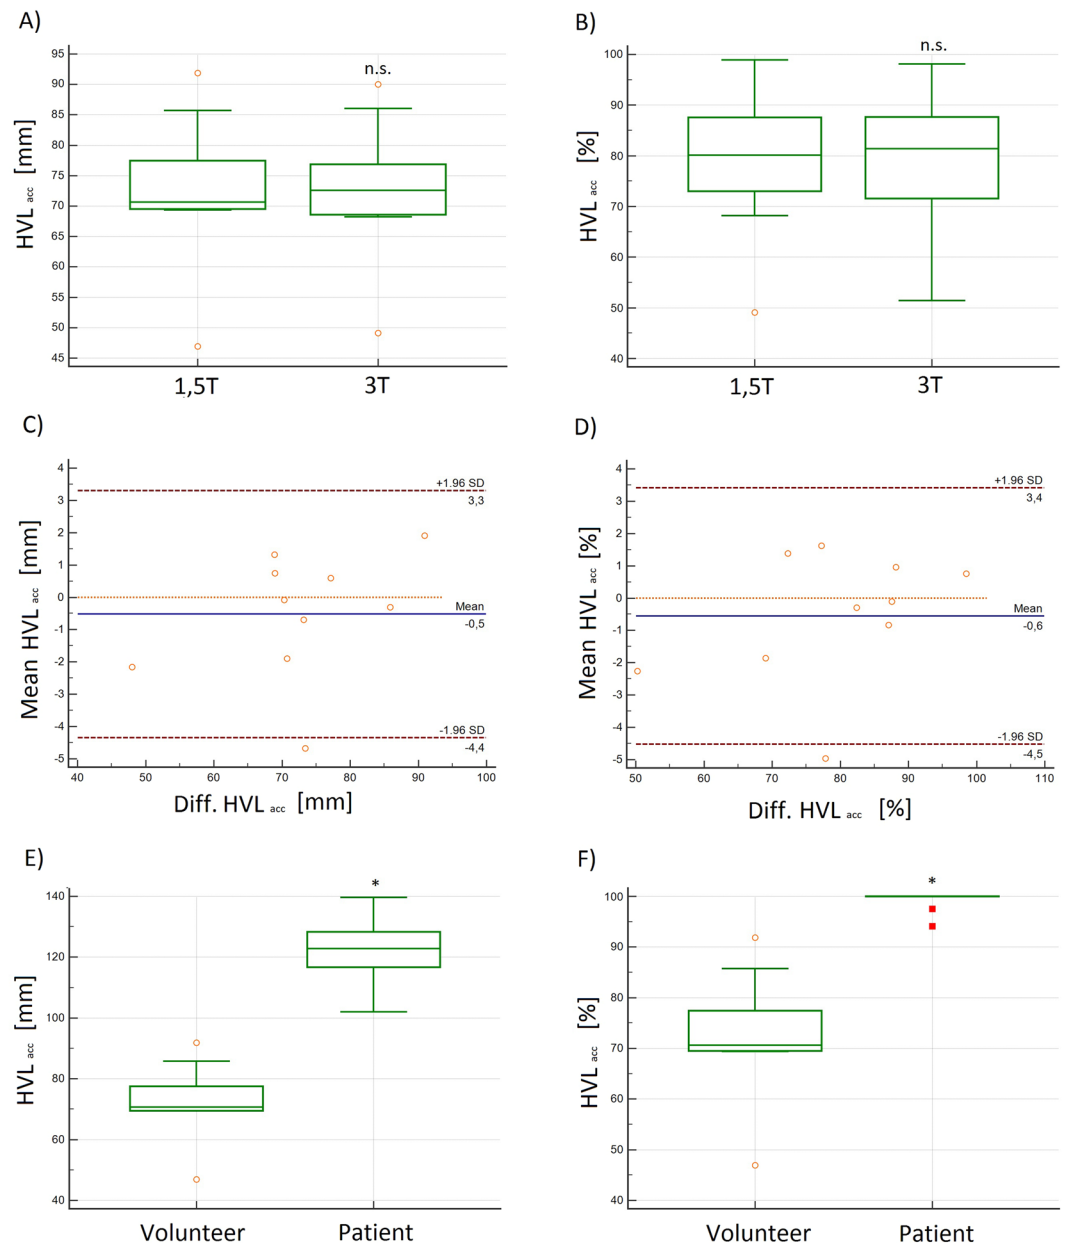 A)
HVL acc [mm]
95
90
85
80
75
70
65
60
55
50
45
n.s.
1,5T
3T
B)
HVL acc [%]
100
90
80
70
60
50
40
n.s.
1,5T
3T
C)
Mean HVL acc [mm]
4
3
2
1
0
-1
-2
-3
-4
-5
+1.96 SD
3,3
Mean
-0,5
-1.96 SD
-4,4
40 50 60 70 80 90 100
Diff. HVL acc [mm]
D)
Mean HVL acc [%]
4
3
2
1
0
-1
-2
-3
-4
-5
+1.96 SD
3,4
Mean
-0,6
-1.96 SD
-4,5
50 60 70 80 90 100 110
Diff. HVL acc [%]
E)
HVL acc [mm]
140
120
100
80
60
40
*
Volunteer
Patient
F)
HVL acc [%]
100
90
80
70
60
50
40
*
Volunteer
Patient